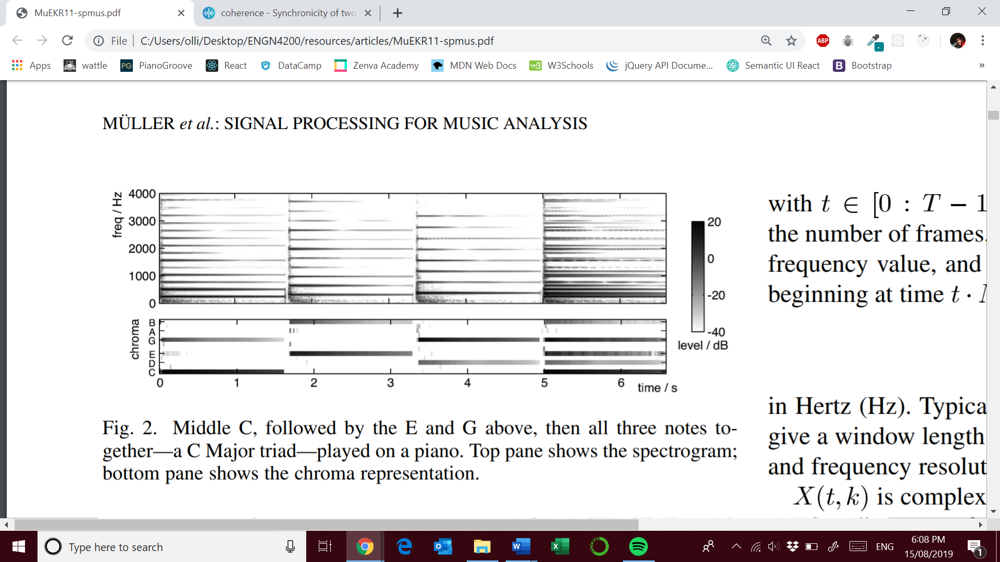 MuEKR11-spmus.pdf
coherence - Synchronicity of two
File
C:/Users/olli/Desktop/ENGN4200/resources/articles/MuEKR11-spmus.pdf
ABP
Apps
wattle
PG PianoGroove
React
DataCamp
Zenva Academy
MDN Web Docs
W3Schools
jQuery API Docume...
Semantic UI React
B Bootstrap
»
MÜLLER et al.: SIGNAL PROCESSING FOR MUSIC ANALYSIS
freq / Hz
4000
3000
2000
1000
0
20
0
-20
-40
level / dB
chroma
B
A
G
E
D
C
0 1 2 3 4 5 6
time / s
Fig. 2. Middle C, followed by the E and G above, then all three notes to-
gether—a C Major triad—played on a piano. Top pane shows the spectrogram;
bottom pane shows the chroma representation.
with t ∈ [0 : T − 1
the number of frames.
frequency value, and
beginning at time t ·
in Hertz (Hz). Typica
give a window length
and frequency resolut
X(t, k) is complex
Type here to search
ENG
6:08 PM
15/08/2019
1